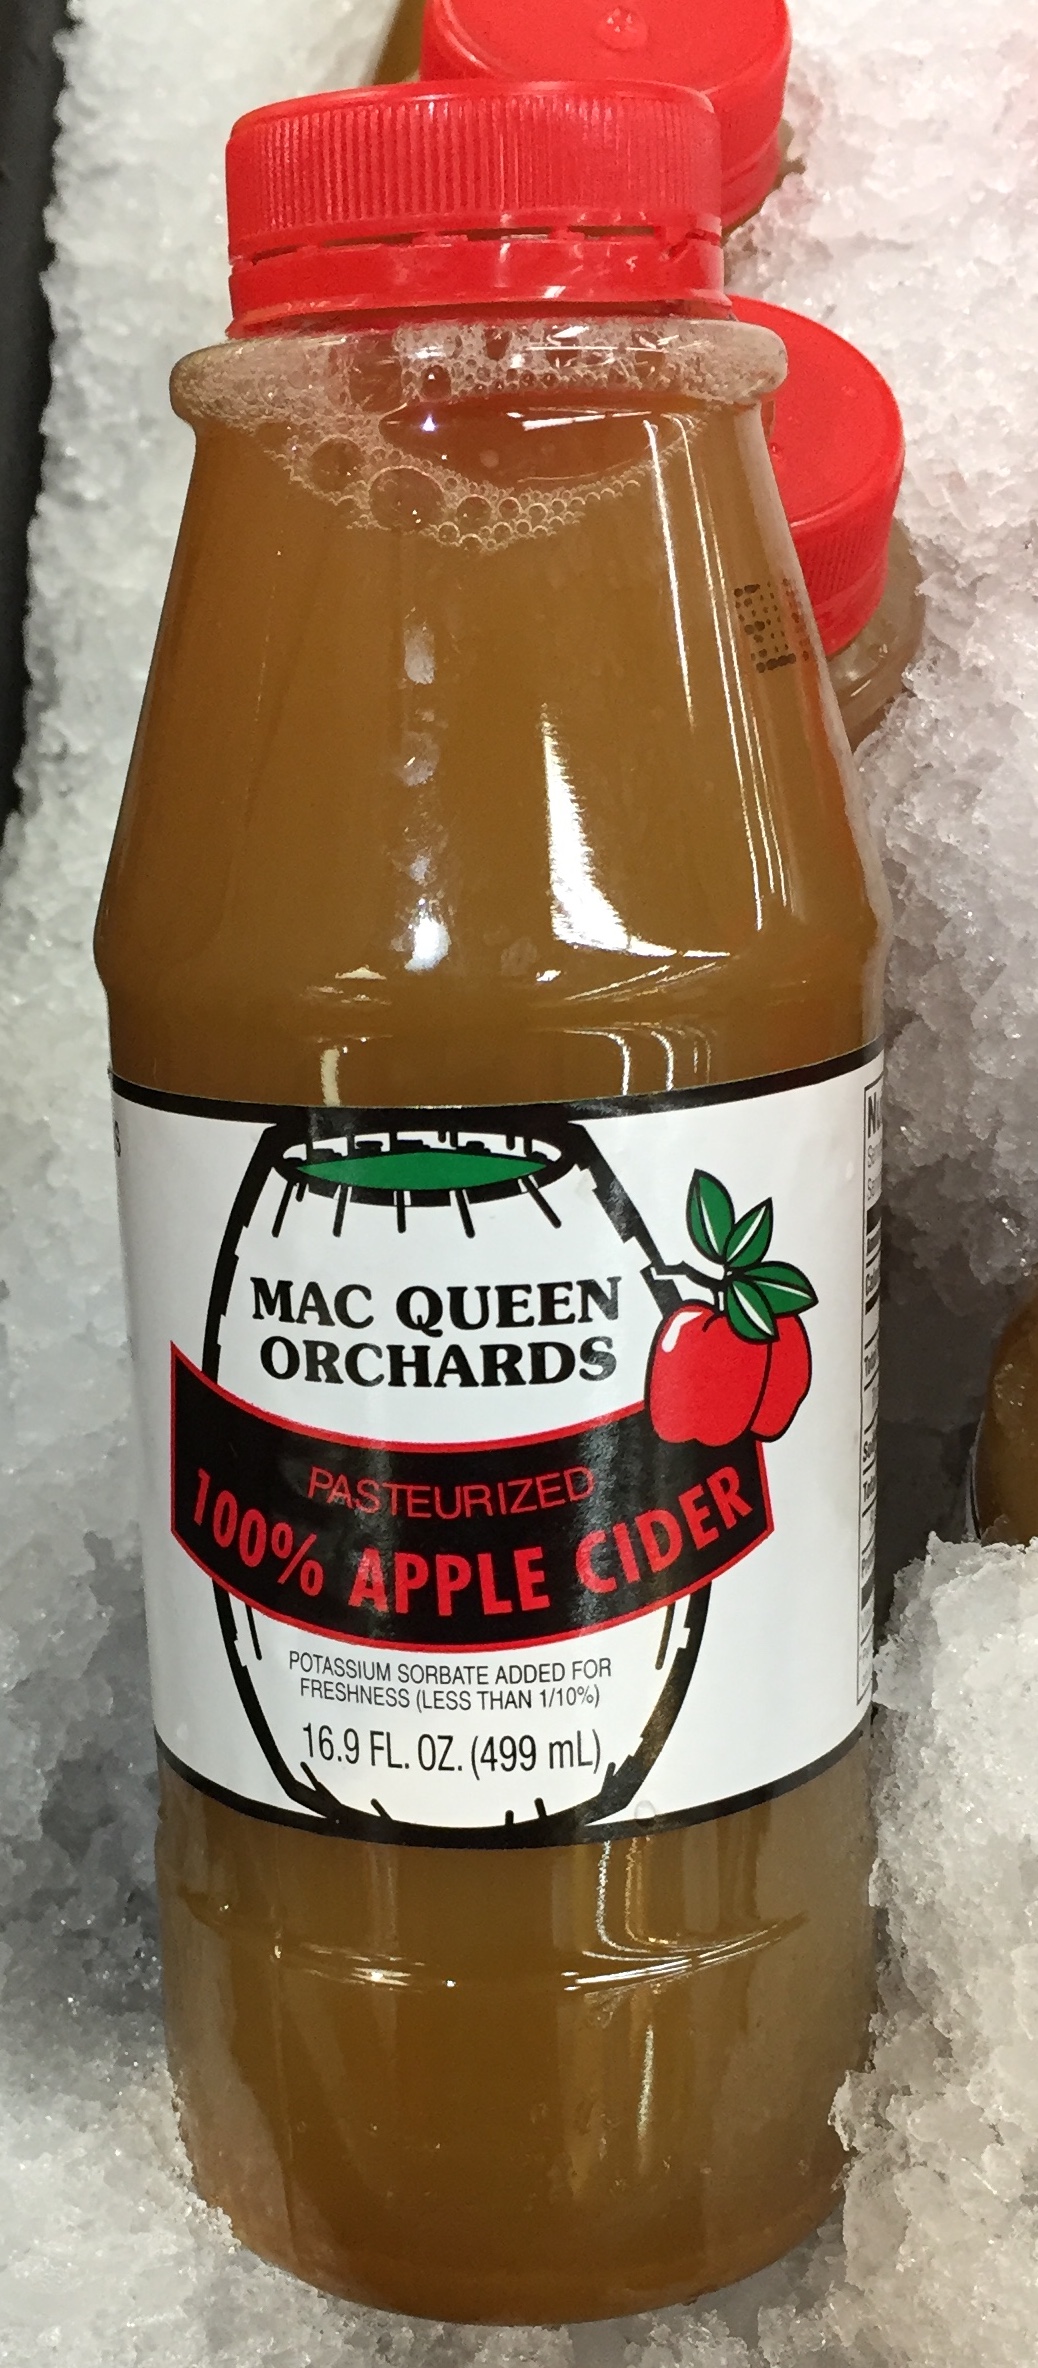 MAC QUEEN
ORCHARDS
PASTEURIZED
100% APPLE CIDER
POTASSIUM SORBATE ADDED FOR
FRESHNESS (LESS THAN 1/10%)
16.9 FL. OZ. (499 mL)